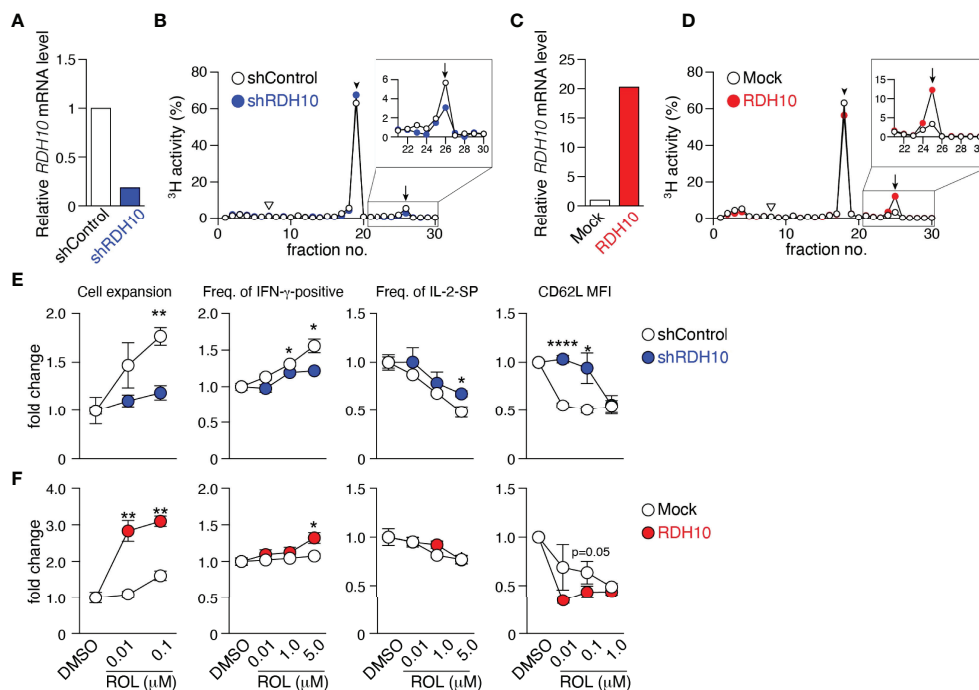 A
Relative RDH10 mRNA level
1.5
1
0.5
0
shControl
shRDH10
B
³H activity (%)
80
60
40
20
0
0 10 20 30
fraction no.
shControl
shRDH10
6
4
2
0
22 24 26 28 30
C
Relative RDH10 mRNA level
25
20
15
10
5
0
Mock
RDH10
D
³H activity (%)
80
60
40
20
0
0 10 20 30
fraction no.
Mock
RDH10
15
10
5
0
22 24 26 28 30
E
fold change
Cell expansion
2.0
1.5
1.0
0
**
Freq. of IFN-γ-positive
2.0
1.5
1.0
0
* *
Freq. of IL-2-SP
1.5
1.0
0.5
0
*
CD62L MFI
1.5
1.0
0.5
0
**** *
shControl
shRDH10
F
fold change
4.0
3.0
2.0
1.0
0
** **
DMSO 0.01 0.1
ROL (μM)
2.0
1.5
1.0
0
*
DMSO 0.01 1.0 5.0
ROL (μM)
1.5
1.0
0.5
0
DMSO 0.01 1.0 5.0
ROL (μM)
1.5
1.0
0.5
0
p=0.05
DMSO 0.01 0.1 1.0
ROL (μM)
Mock
RDH10